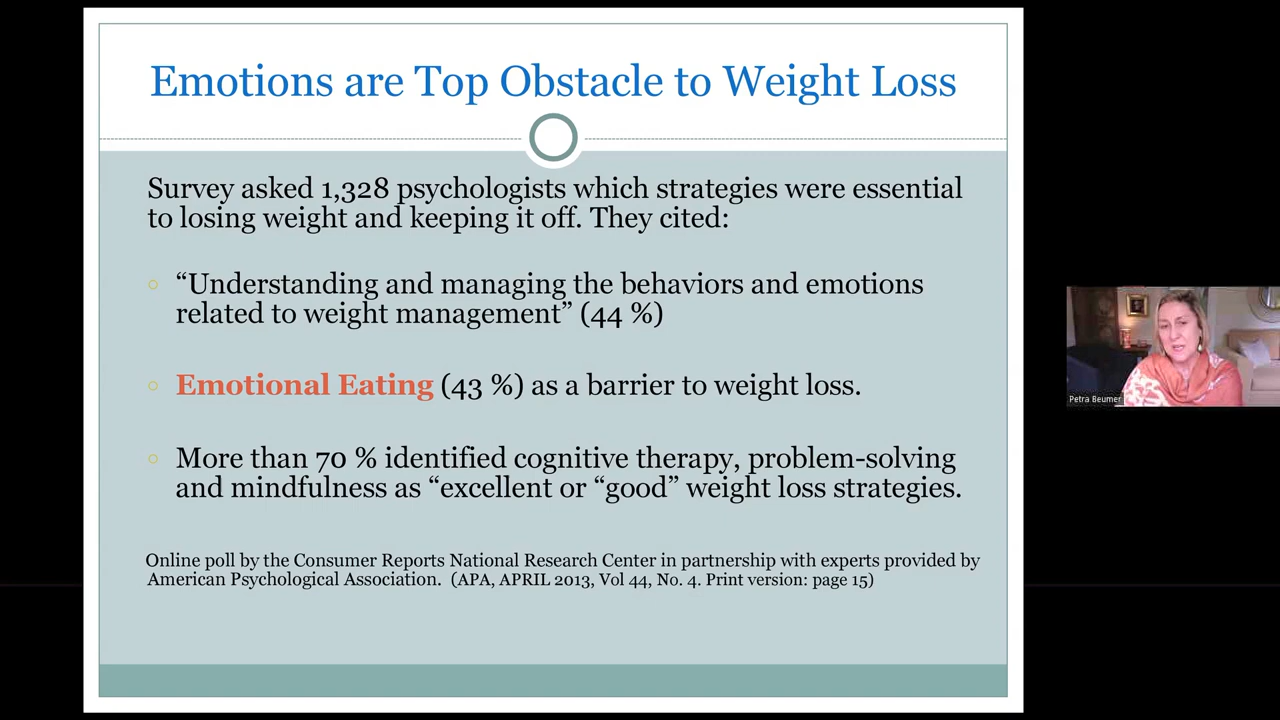 Emotions are Top Obstacle to Weight Loss
Survey asked 1,328 psychologists which strategies were essential
to losing weight and keeping it off. They cited:
“Understanding and managing the behaviors and emotions
related to weight management” (44 %)
Emotional Eating (43 %) as a barrier to weight loss.
More than 70 % identified cognitive therapy, problem-solving
and mindfulness as “excellent or “good” weight loss strategies.
Online poll by the Consumer Reports National Research Center in partnership with experts provided by
American Psychological Association. (APA, APRIL 2013, Vol 44, No. 4. Print version: page 15)
Petra Beumer